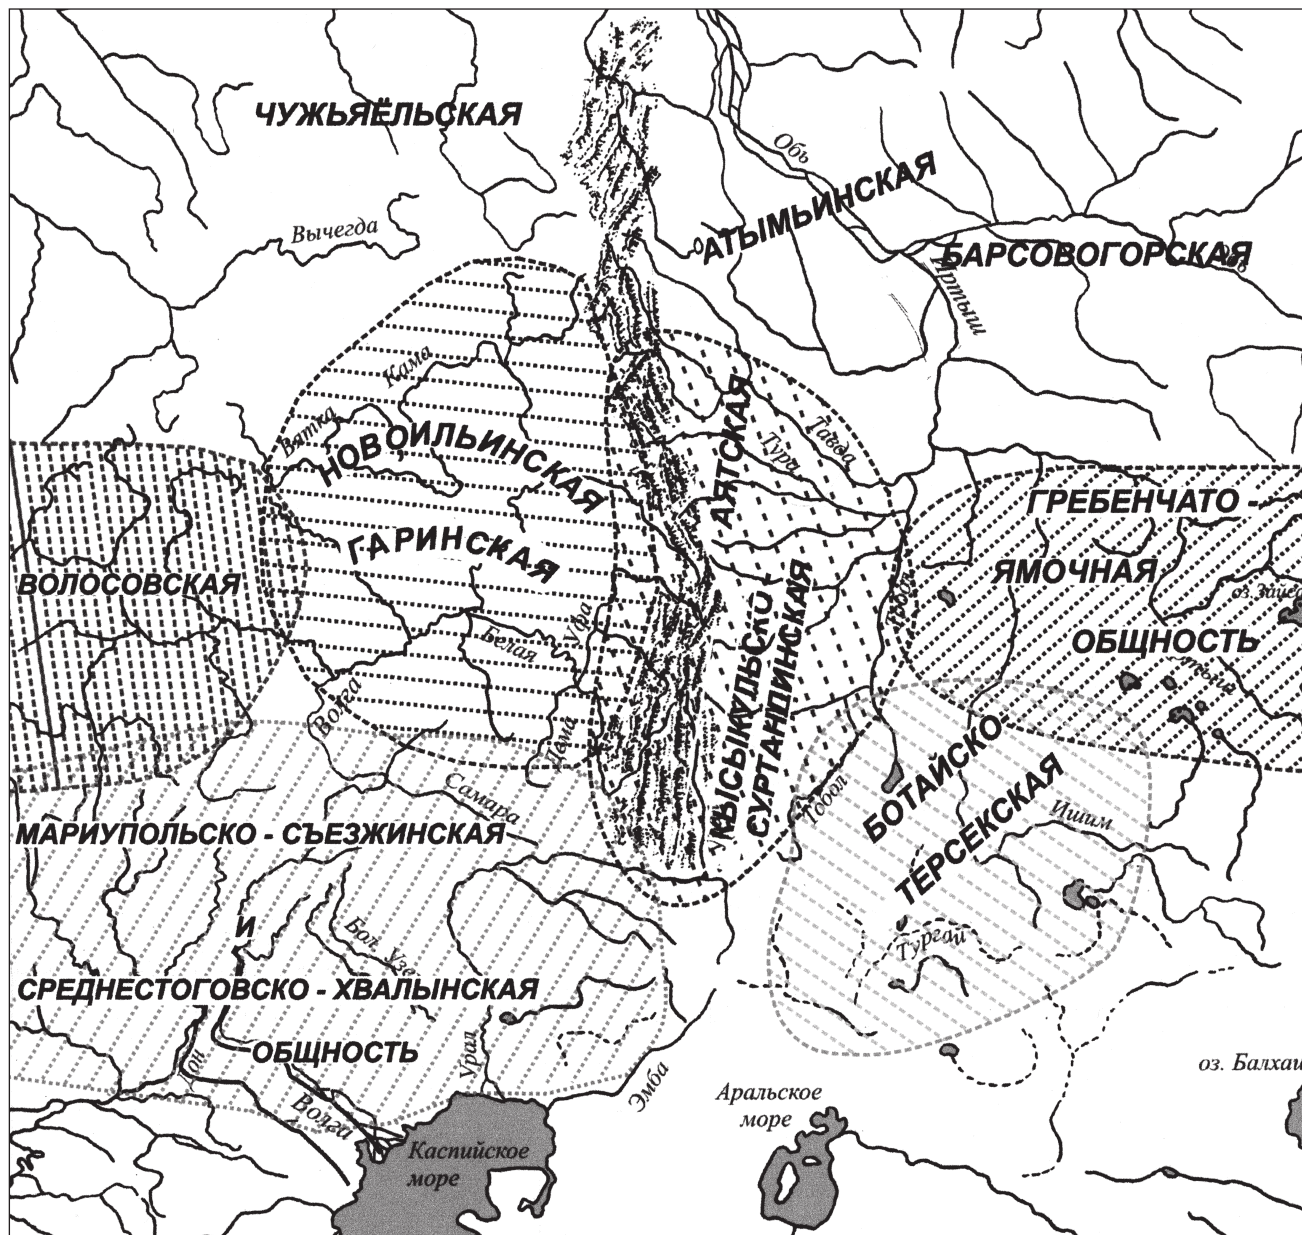 ЧУЖЬЯЁЛЬСКАЯ
Обь
АТЫМЬИНСКАЯ
Вычегда
БАРСОВОГОРСКАЯ
Иртыш
Кама
Вятка
НОВОИЛЬИНСКАЯ
АЯТСКАЯ
Тавда
Тура
ГРЕБЕНЧАТО -
ЯМОЧНАЯ
ОБЩНОСТЬ
ГАРИНСКАЯ
ВОЛОСОВСКАЯ
Тобол
Белая
Уфа
КЫСЫКУЛЬСКО -
СУРТАНДИНСКАЯ
Волга
Дема
Самара
Тобол
БОТАЙСКО-
ТЕРСЕКСКАЯ
Ишим
МАРИУПОЛЬСКО - СЪЕЗЖИНСКАЯ
И
Бол. Узе
Тургай
СРЕДНЕСТОГОВСКО - ХВАЛЫНСКАЯ
ОБЩНОСТЬ
Дон
Урал
Волга
Эмба
Аральское
море
оз. Балхаш
Каспийское
море